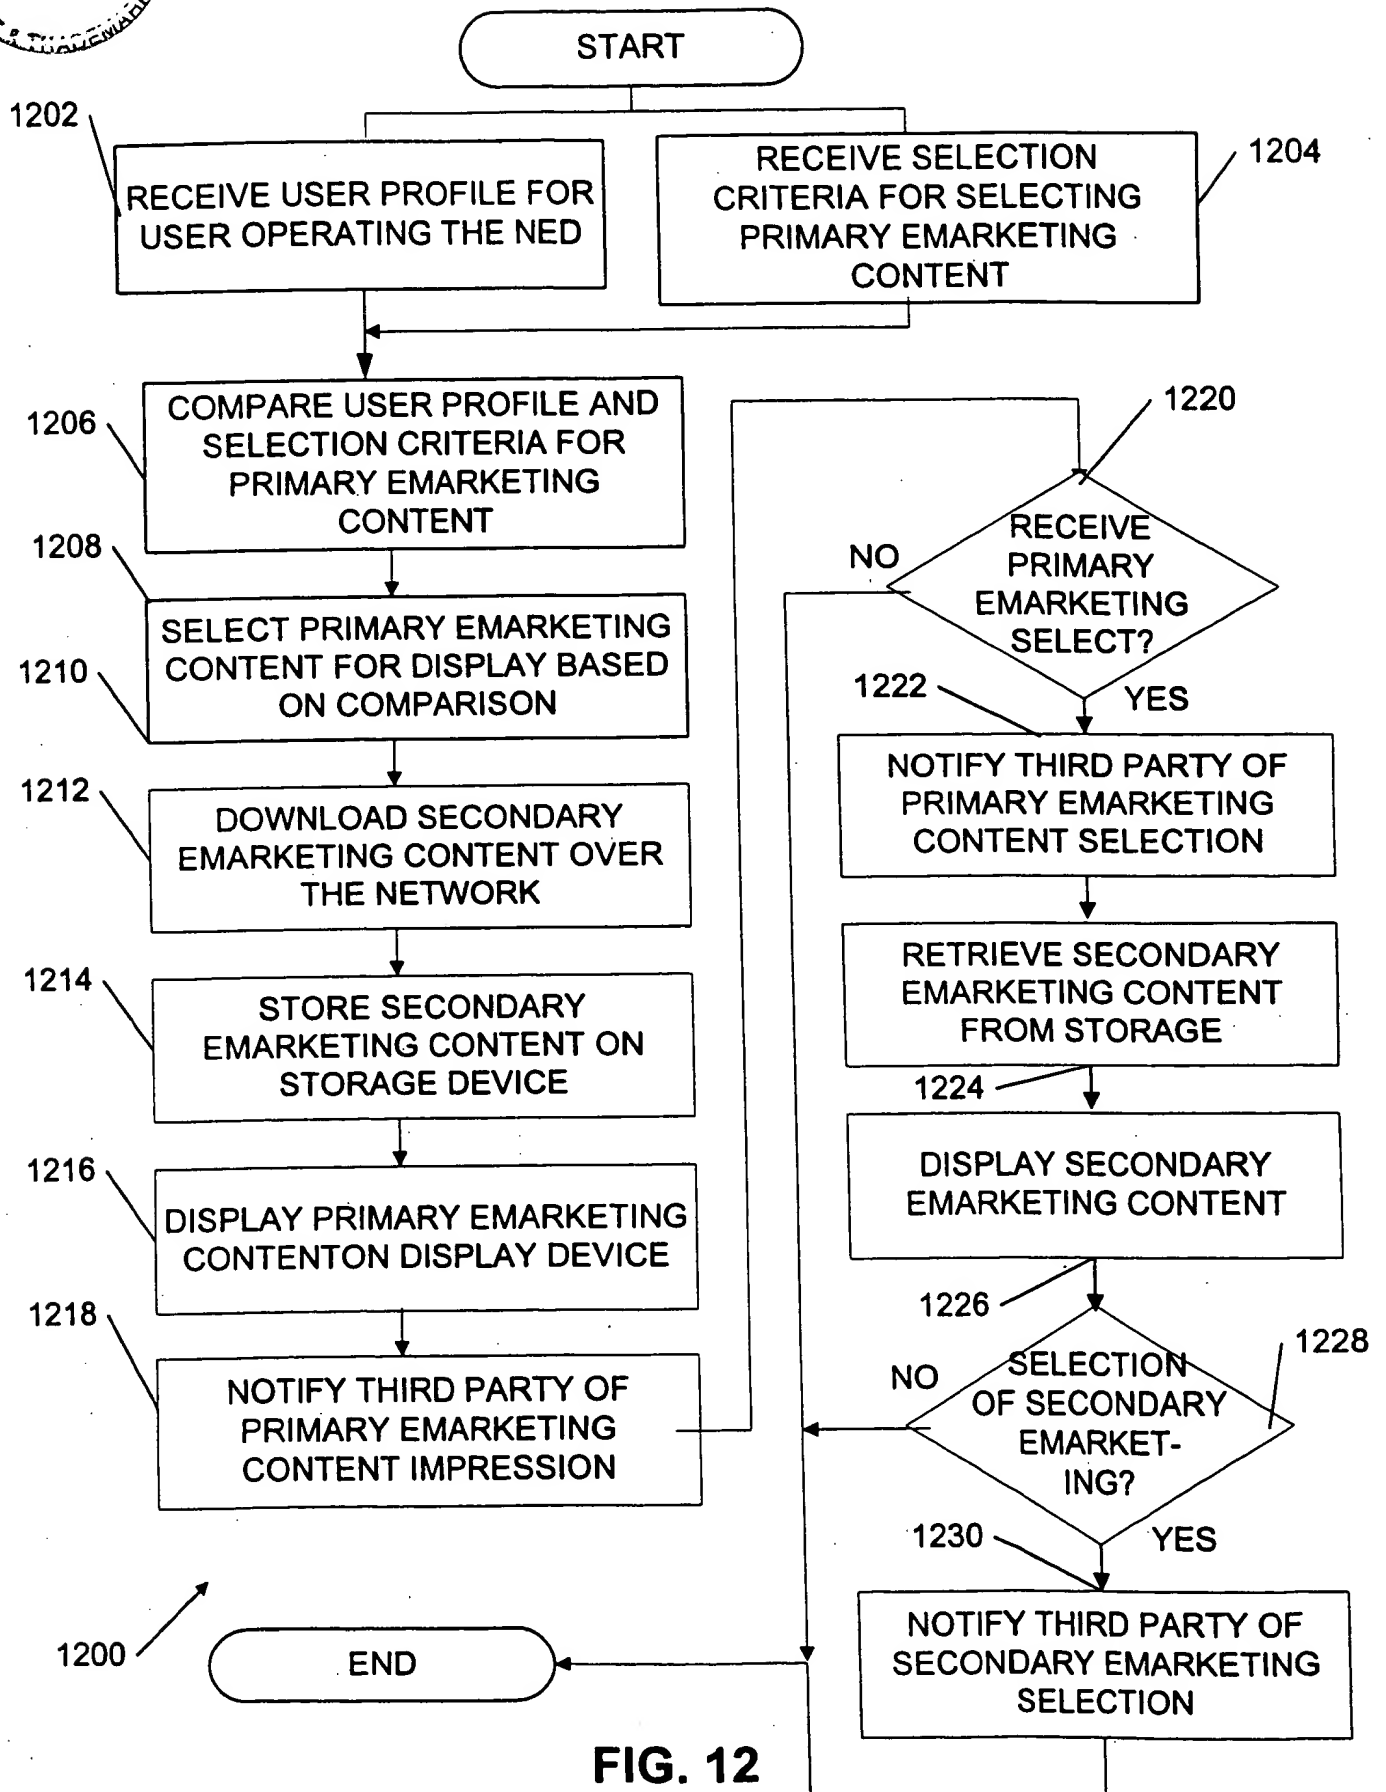 & TRADEMARK
START
1202
RECEIVE USER PROFILE FOR
USER OPERATING THE NED
RECEIVE SELECTION
CRITERIA FOR SELECTING
PRIMARY EMARKETING
CONTENT
1204
1206
COMPARE USER PROFILE AND
SELECTION CRITERIA FOR
PRIMARY EMARKETING
CONTENT
1208
SELECT PRIMARY EMARKETING
CONTENT FOR DISPLAY BASED
ON COMPARISON
1210
1212
DOWNLOAD SECONDARY
EMARKETING CONTENT OVER
THE NETWORK
1214
STORE SECONDARY
EMARKETING CONTENT ON
STORAGE DEVICE
1216
DISPLAY PRIMARY EMARKETING
CONTENTON DISPLAY DEVICE
1218
NOTIFY THIRD PARTY OF
PRIMARY EMARKETING
CONTENT IMPRESSION
1220
RECEIVE
PRIMARY
EMARKETING
SELECT?
NO
YES
1222
NOTIFY THIRD PARTY OF
PRIMARY EMARKETING
CONTENT SELECTION
RETRIEVE SECONDARY
EMARKETING CONTENT
FROM STORAGE
1224
DISPLAY SECONDARY
EMARKETING CONTENT
1226
1228
SELECTION
OF SECONDARY
EMARKET-
ING?
NO
YES
1230
NOTIFY THIRD PARTY OF
SECONDARY EMARKETING
SELECTION
1200
END
FIG. 12